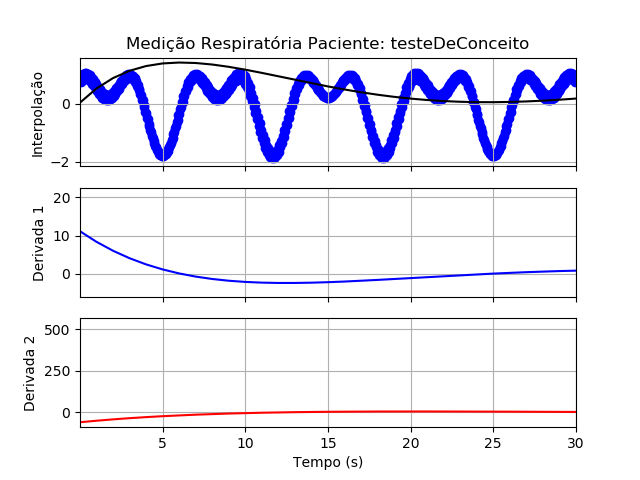 Medição Respiratória Paciente: testeDeConceito
Interpolação
0
−2
Derivada 1
20
10
0
Derivada 2
500
250
0
5 10 15 20 25 30
Tempo (s)